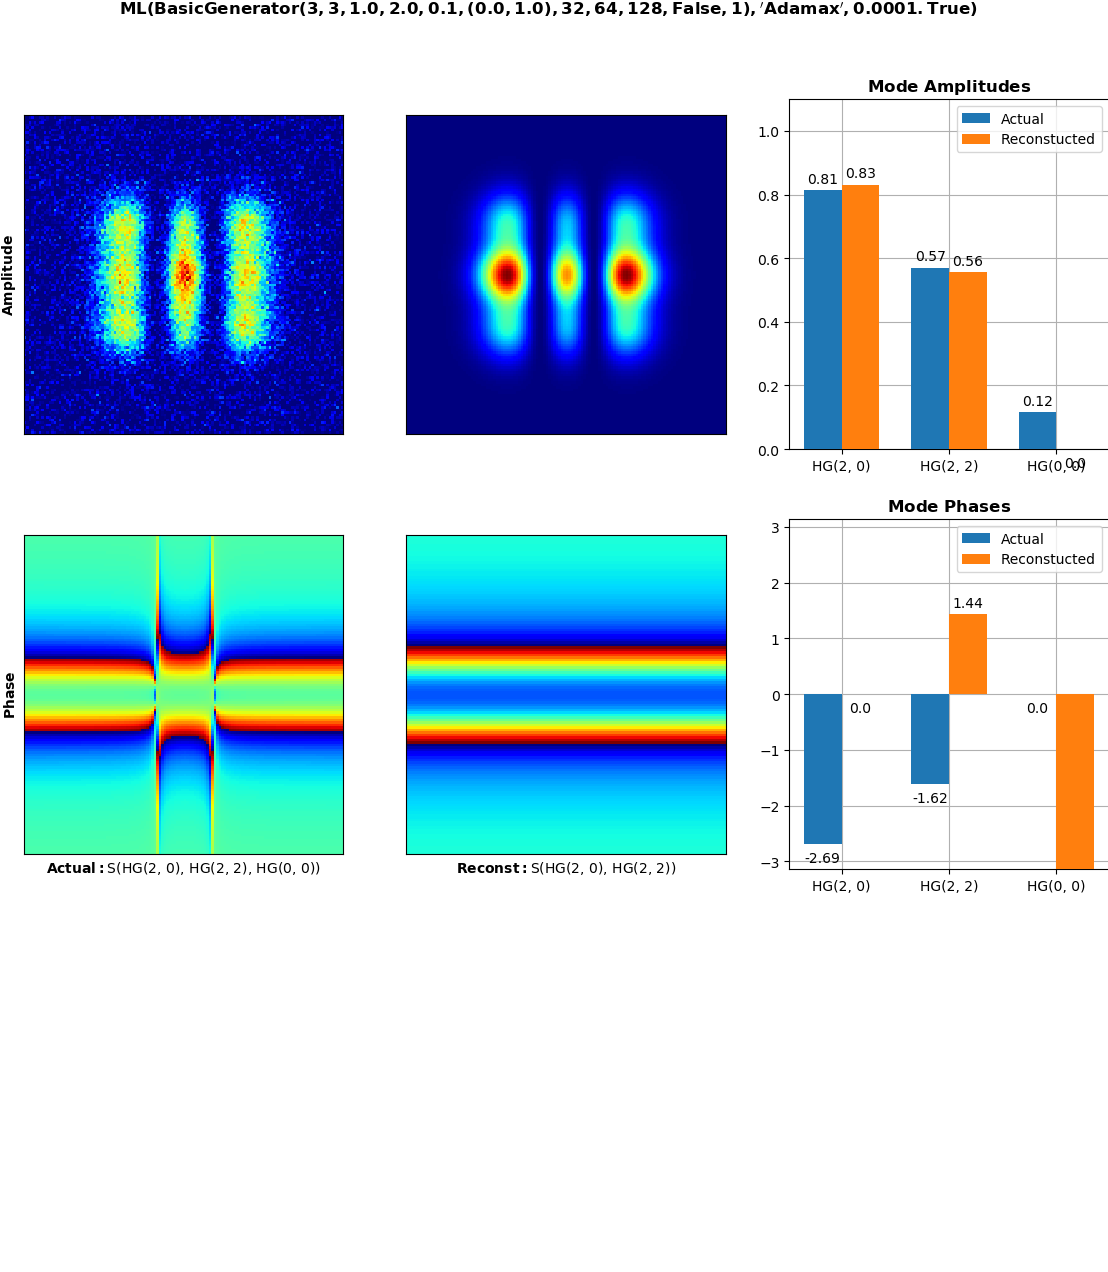 ML(BasicGenerator(3, 3, 1.0, 2.0, 0.1, (0.0, 1.0), 32, 64, 128, False, 1), 'Adamax', 0.0001. True)
Amplitude
Mode Amplitudes
Actual
Reconstucted
1.0
0.8
0.6
0.4
0.2
0.0
0.81
0.83
0.57
0.56
0.12
0.0
HG(2, 0)
HG(2, 2)
HG(0, 0)
Phase
Actual: S(HG(2, 0), HG(2, 2), HG(0, 0))
Reconst: S(HG(2, 0), HG(2, 2))
Mode Phases
Actual
Reconstucted
3
2
1
0
−1
−2
−3
-2.69
0.0
-1.62
1.44
0.0
HG(2, 0)
HG(2, 2)
HG(0, 0)